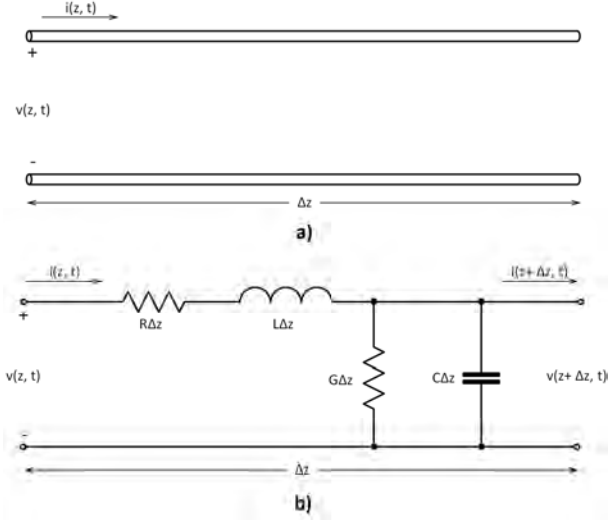 i(z, t)
+
v(z, t)
-
Δz
a)
i(z, t)
i(z+ Δz, t)
+
RΔz
LΔz
v(z, t)
GΔz
CΔz
v(z+ Δz, t)
-
Δz
b)